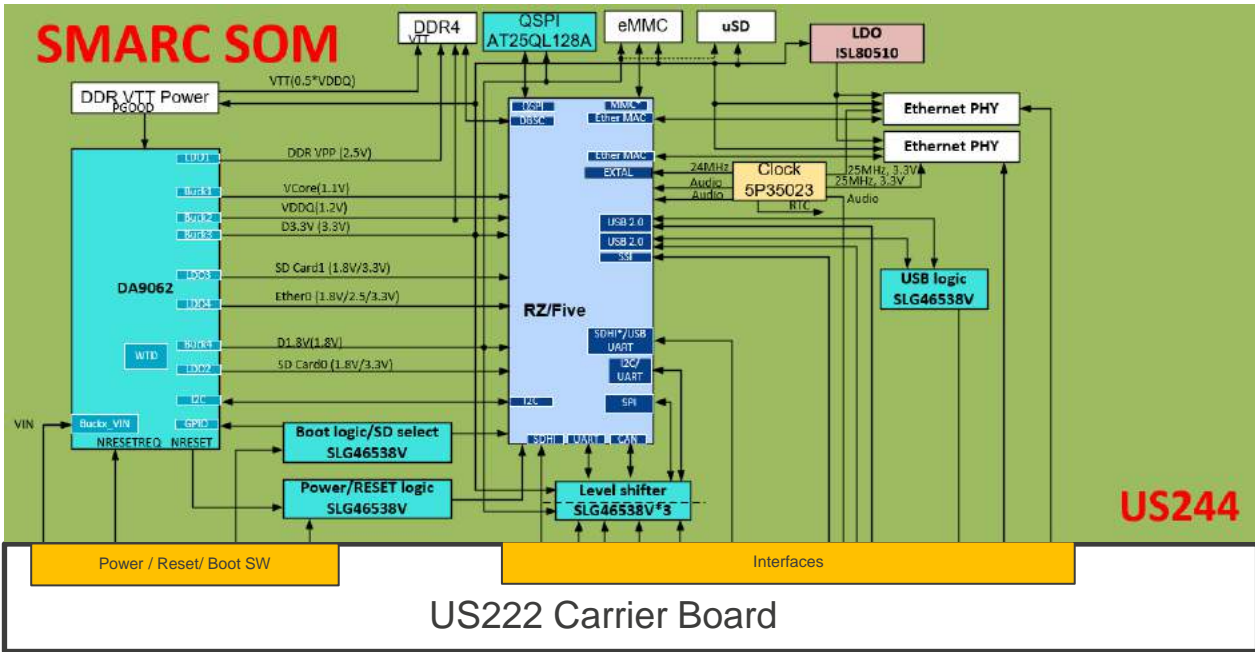 SMARC SOM
DDR4
VTT
QSPI
AT25QL128A
eMMC
uSD
LDO
ISL80510
VTT(0.5*VDDQ)
DDR VTT Power
PGOOD
QSPI
MMC*
DBSC
Ether MAC
Ethernet PHY
Ethernet PHY
LDO1
DDR VPP (2.5V)
Ether MAC
EXTAL
24MHz
Audio
Audio
Clock
5P35023
RTC
25MHz, 3.3V
25MHz, 3.3V
Audio
Buck1
VCore(1.1V)
Buck2
VDDQ(1.2V)
Buck3
D3.3V (3.3V)
USB 2.0
USB 2.0
SSI
DA9062
LDO3
SD Card1 (1.8V/3.3V)
LDO4
Ether0 (1.8V/2.5/3.3V)
RZ/Five
USB logic
SLG46538V
WTD
Buck4
D1.8V(1.8V)
LDO2
SD Card0 (1.8V/3.3V)
SDHI*/USB
UART
I2C/
UART
I2C
I2C
SPI
VIN
Buckx_VIN
GPIO
NRESETREQ NRESET
Boot logic/SD select
SLG46538V
SDHI
UART
CAN
Power/RESET logic
SLG46538V
Level shifter
SLG46538V*3
US244
Power / Reset/ Boot SW
Interfaces
US222 Carrier Board